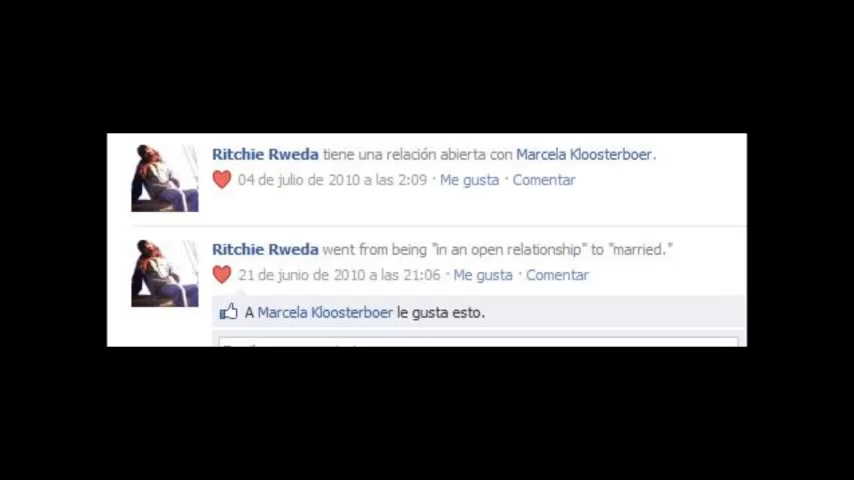 Ritchie Rweda tiene una relación abierta con Marcela Kloosterboer.
04 de julio de 2010 a las 2:09 · Me gusta · Comentar
Ritchie Rweda went from being "in an open relationship" to "married."
21 de junio de 2010 a las 21:06 · Me gusta · Comentar
A Marcela Kloosterboer le gusta esto.